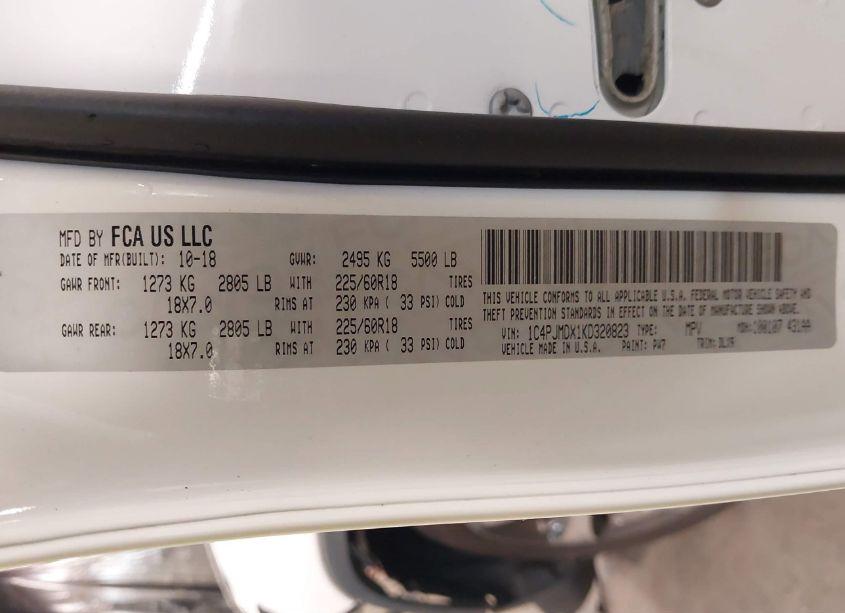 MFD BY FCA US LLC
DATE OF MFR(BUILT): 10-18 GVWR: 2495 KG 5500 LB
GAWR FRONT: 1273 KG 2805 LB WITH 225/60R18 TIRES
18X7.0 RIMS AT 230 KPA ( 33 PSI) COLD
GAWR REAR: 1273 KG 2805 LB WITH 225/60R18 TIRES
18X7.0 RIMS AT 230 KPA ( 33 PSI) COLD
THIS VEHICLE CONFORMS TO ALL APPLICABLE U.S.A. FEDERAL MOTOR VEHICLE SAFETY AND
THEFT PREVENTION STANDARDS IN EFFECT ON THE DATE OF MANUFACTURE SHOWN ABOVE.
VIN: 1C4PJMDX1KD320823 TYPE: MPV MDH: 100107 431AA
VEHICLE MADE IN U.S.A. PAINT: PW7 TRIM: